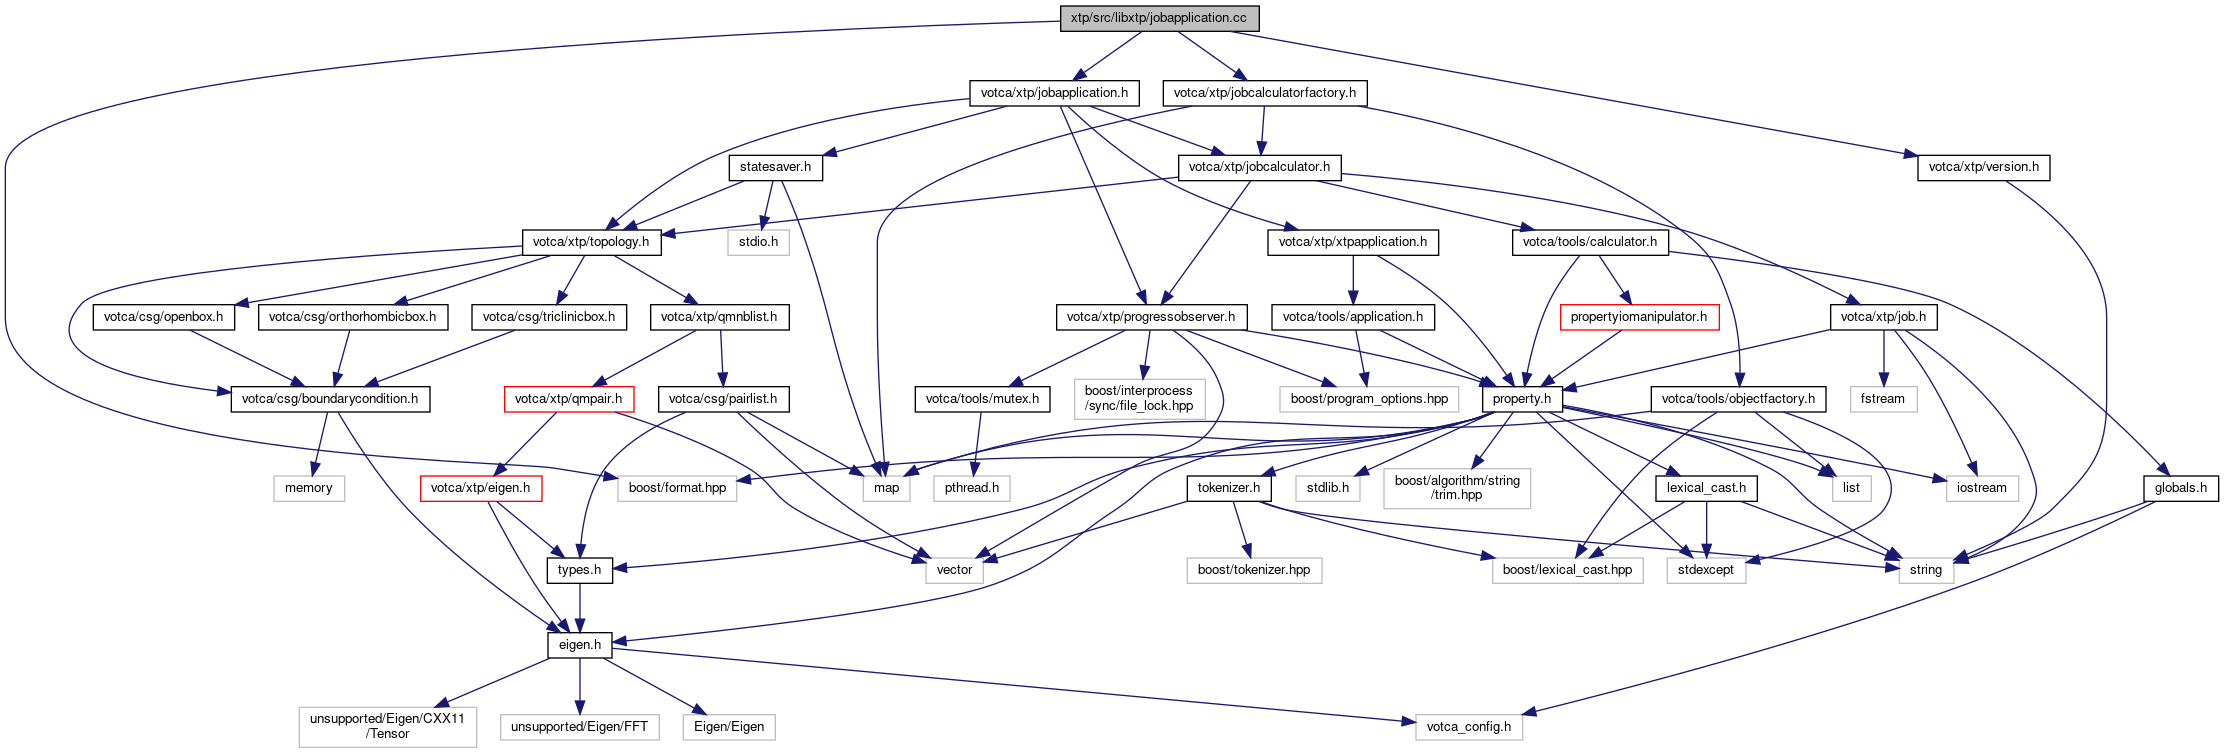 xtp/src/libxtp/jobapplication.cc
votca/xtp/jobapplication.h
votca/xtp/jobcalculatorfactory.h
statesaver.h
votca/xtp/jobcalculator.h
votca/xtp/version.h
votca/xtp/topology.h
stdio.h
votca/xtp/xtpapplication.h
votca/tools/calculator.h
votca/csg/openbox.h
votca/csg/orthorhombicbox.h
votca/csg/triclinicbox.h
votca/xtp/qmnblist.h
votca/xtp/progressobserver.h
votca/tools/application.h
propertyiomanipulator.h
votca/xtp/job.h
votca/csg/boundarycondition.h
votca/xtp/qmpair.h
votca/csg/pairlist.h
votca/tools/mutex.h
boost/interprocess
/sync/file_lock.hpp
boost/program_options.hpp
property.h
votca/tools/objectfactory.h
fstream
memory
votca/xtp/eigen.h
boost/format.hpp
map
pthread.h
tokenizer.h
stdlib.h
boost/algorithm/string
/trim.hpp
lexical_cast.h
list
iostream
globals.h
types.h
vector
boost/tokenizer.hpp
boost/lexical_cast.hpp
stdexcept
string
eigen.h
unsupported/Eigen/CXX11
/Tensor
unsupported/Eigen/FFT
Eigen/Eigen
votca_config.h